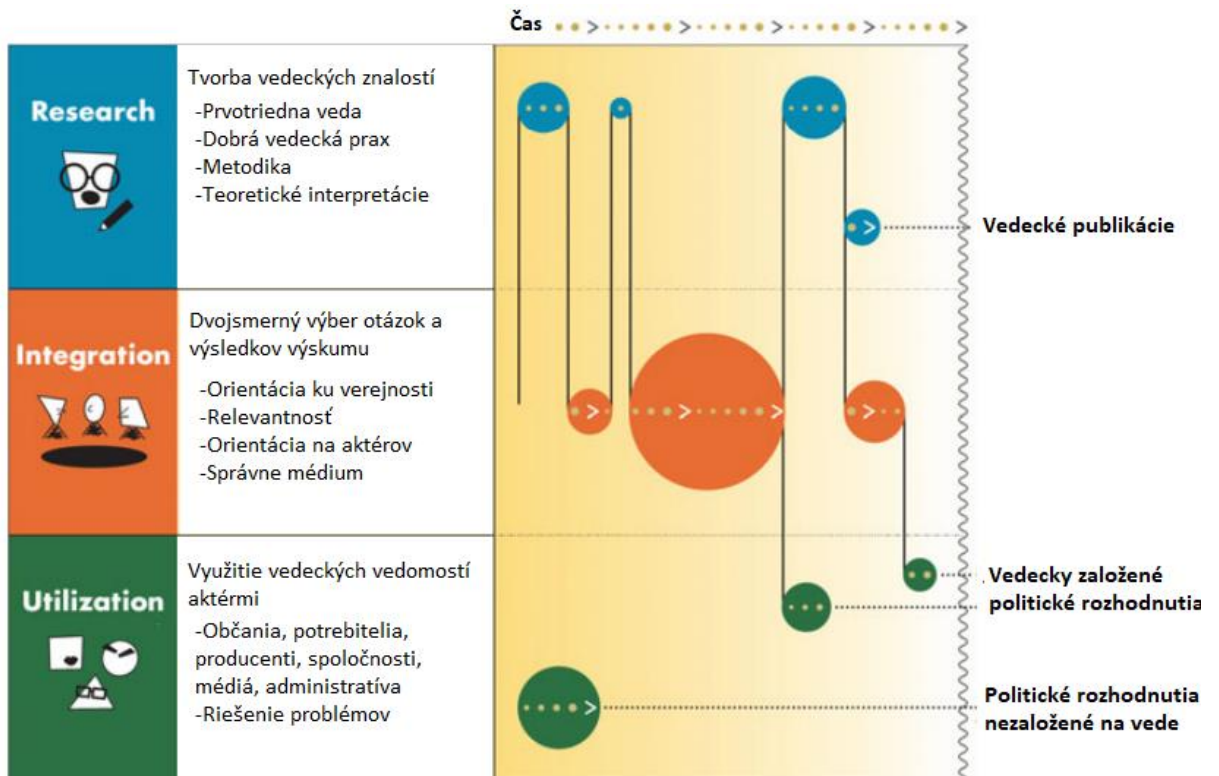 Čas
Research
Tvorba vedeckých znalostí
-Prvotriedna veda
-Dobrá vedecká prax
-Metodika
-Teoretické interpretácie
Vedecké publikácie
Integration
Dvojsmerný výber otázok a
výsledkov výskumu
-Orientácia ku verejnosti
-Relevantnosť
-Orientácia na aktérov
-Správne médium
Utilization
Využitie vedeckých vedomostí
aktérmi
-Občania, potrebitelia,
producenti, spoločnosti,
médiá, administratíva
-Riešenie problémov
Vedecky založené
politické rozhodnutia
Politické rozhodnutia
nezaložené na vede